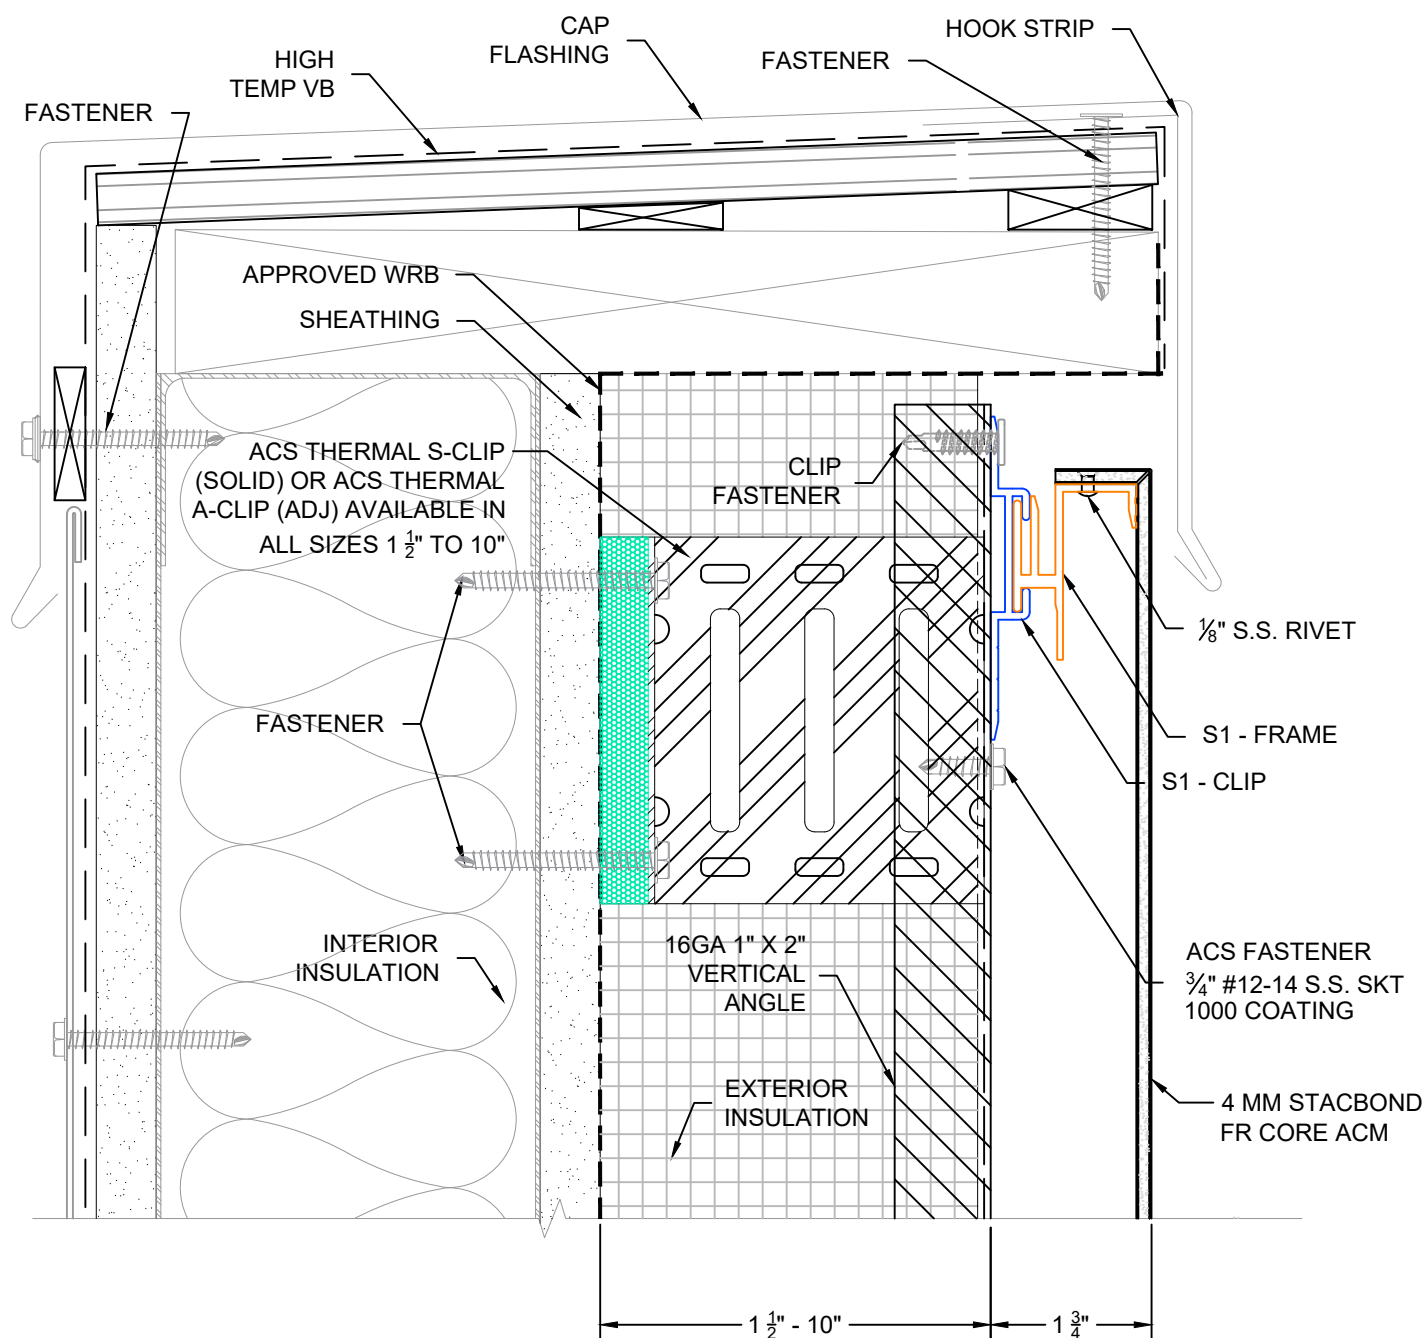 CAP
FLASHING
HOOK STRIP
HIGH
TEMP VB
FASTENER
FASTENER
APPROVED WRB
SHEATHING
ACS THERMAL S-CLIP
(SOLID) OR ACS THERMAL
A-CLIP (ADJ) AVAILABLE IN
ALL SIZES 1 1/2" TO 10"
CLIP
FASTENER
1/8" S.S. RIVET
FASTENER
S1 - FRAME
S1 - CLIP
INTERIOR
INSULATION
16GA 1" X 2"
VERTICAL
ANGLE
ACS FASTENER
3/4" #12-14 S.S. SKT
1000 COATING
EXTERIOR
INSULATION
4 MM STACBOND
FR CORE ACM
1 1/2" - 10"
1 3/4"